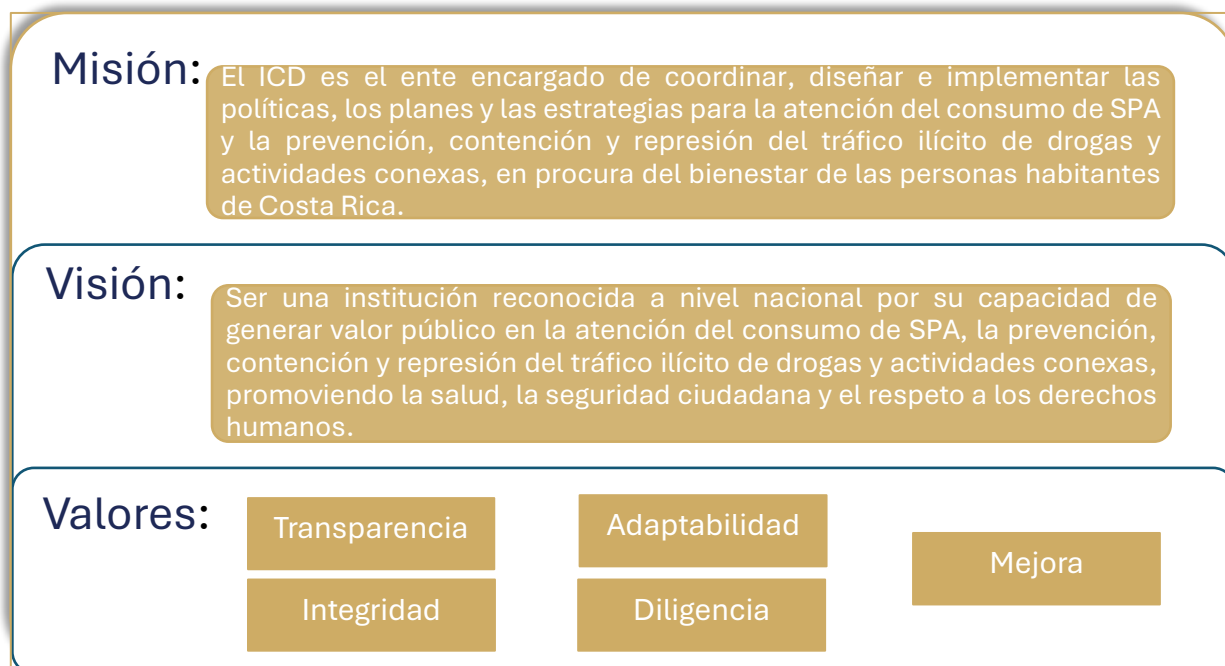 Misión:
El ICD es el ente encargado de coordinar, diseñar e implementar las
políticas, los planes y las estrategias para la atención del consumo de SPA
y la prevención, contención y represión del tráfico ilícito de drogas y
actividades conexas, en procura del bienestar de las personas habitantes
de Costa Rica.
Visión:
Ser una institución reconocida a nivel nacional por su capacidad de
generar valor público en la atención del consumo de SPA, la prevención,
contención y represión del tráfico ilícito de drogas y actividades conexas,
promoviendo la salud, la seguridad ciudadana y el respeto a los derechos
humanos.
Valores:
Transparencia
Adaptabilidad
Mejora
Integridad
Diligencia